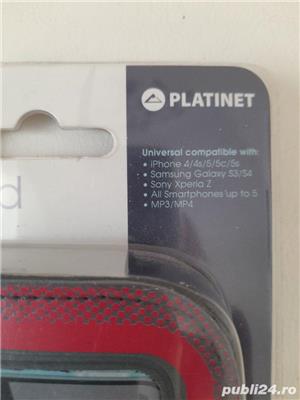 PLATINET
Universal compatible with:
• iPhone 4/4s/5/5c/5s
• Samsung Galaxy S3/S4
• Sony Xperia Z
• All Smartphones up to 5
• MP3/MP4
d
publi24.ro